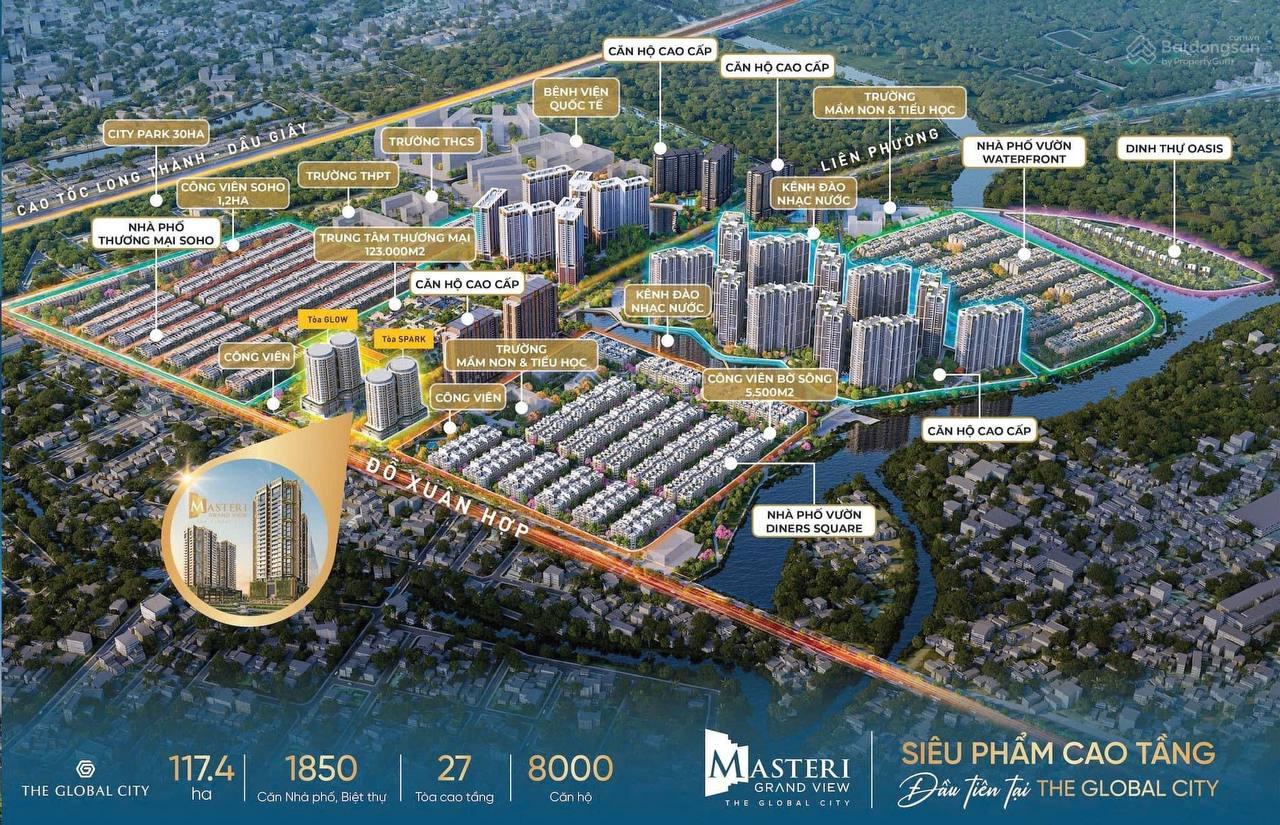 Batdongsan
.com.vn
by PropertyGuru
CĂN HỘ CAO CẤP
CĂN HỘ CAO CẤP
BỆNH VIỆN
QUỐC TẾ
TRƯỜNG
MẦM NON & TIỂU HỌC
CITY PARK 30HA
CAO TỐC LONG THÀNH - DẦU GIÂY
TRƯỜNG THCS
LIÊN PHƯỜNG
NHÀ PHỐ VƯỜN
WATERFRONT
DINH THỰ OASIS
TRƯỜNG THPT
CÔNG VIÊN SOHO
1,2HA
KÊNH ĐÀO
NHẠC NƯỚC
NHÀ PHỐ
THƯƠNG MẠI SOHO
TRUNG TÂM THƯƠNG MẠI
123.000M2
CĂN HỘ CAO CẤP
KÊNH ĐÀO
NHẠC NƯỚC
Tòa GLOW
Tòa SPARK
CÔNG VIÊN
TRƯỜNG
MẦM NON & TIỂU HỌC
CÔNG VIÊN BỜ SÔNG
5,500M2
CÔNG VIÊN
CĂN HỘ CAO CẤP
ĐỖ XUÂN HỢP
NHÀ PHỐ VƯỜN
DINERS SQUARE
MASTERI
GRAND VIEW
THE GLOBAL CITY
117.4
ha
1850
Căn Nhà phố, Biệt thự
27
Tòa cao tầng
8000
Căn hộ
MASTERI
GRAND VIEW
THE GLOBAL CITY
SIÊU PHẨM CAO TẦNG
Đầu tiên tại THE GLOBAL CITY